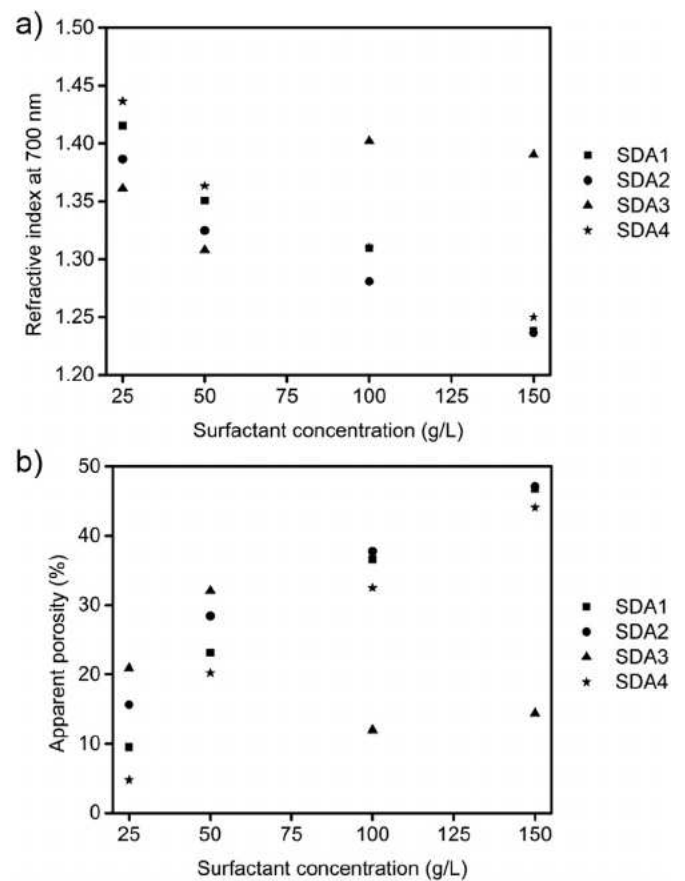 a)
1.50
1.45
1.40
1.35
1.30
1.25
1.20
Refractive index at 700 nm
25 50 75 100 125 150
Surfactant concentration (g/L)
SDA1
SDA2
SDA3
SDA4
b)
50
40
30
20
10
0
Apparent porosity (%)
25 50 75 100 125 150
Surfactant concentration (g/L)
SDA1
SDA2
SDA3
SDA4